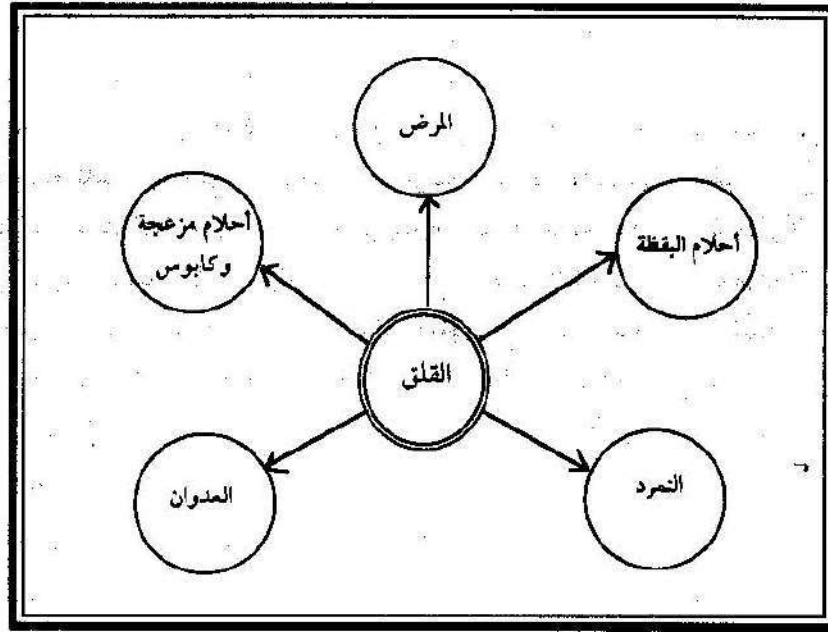 المرض
أحلام اليقظة
أحلام مزعجة
وكابوس
القلق
التمرد
العدوان